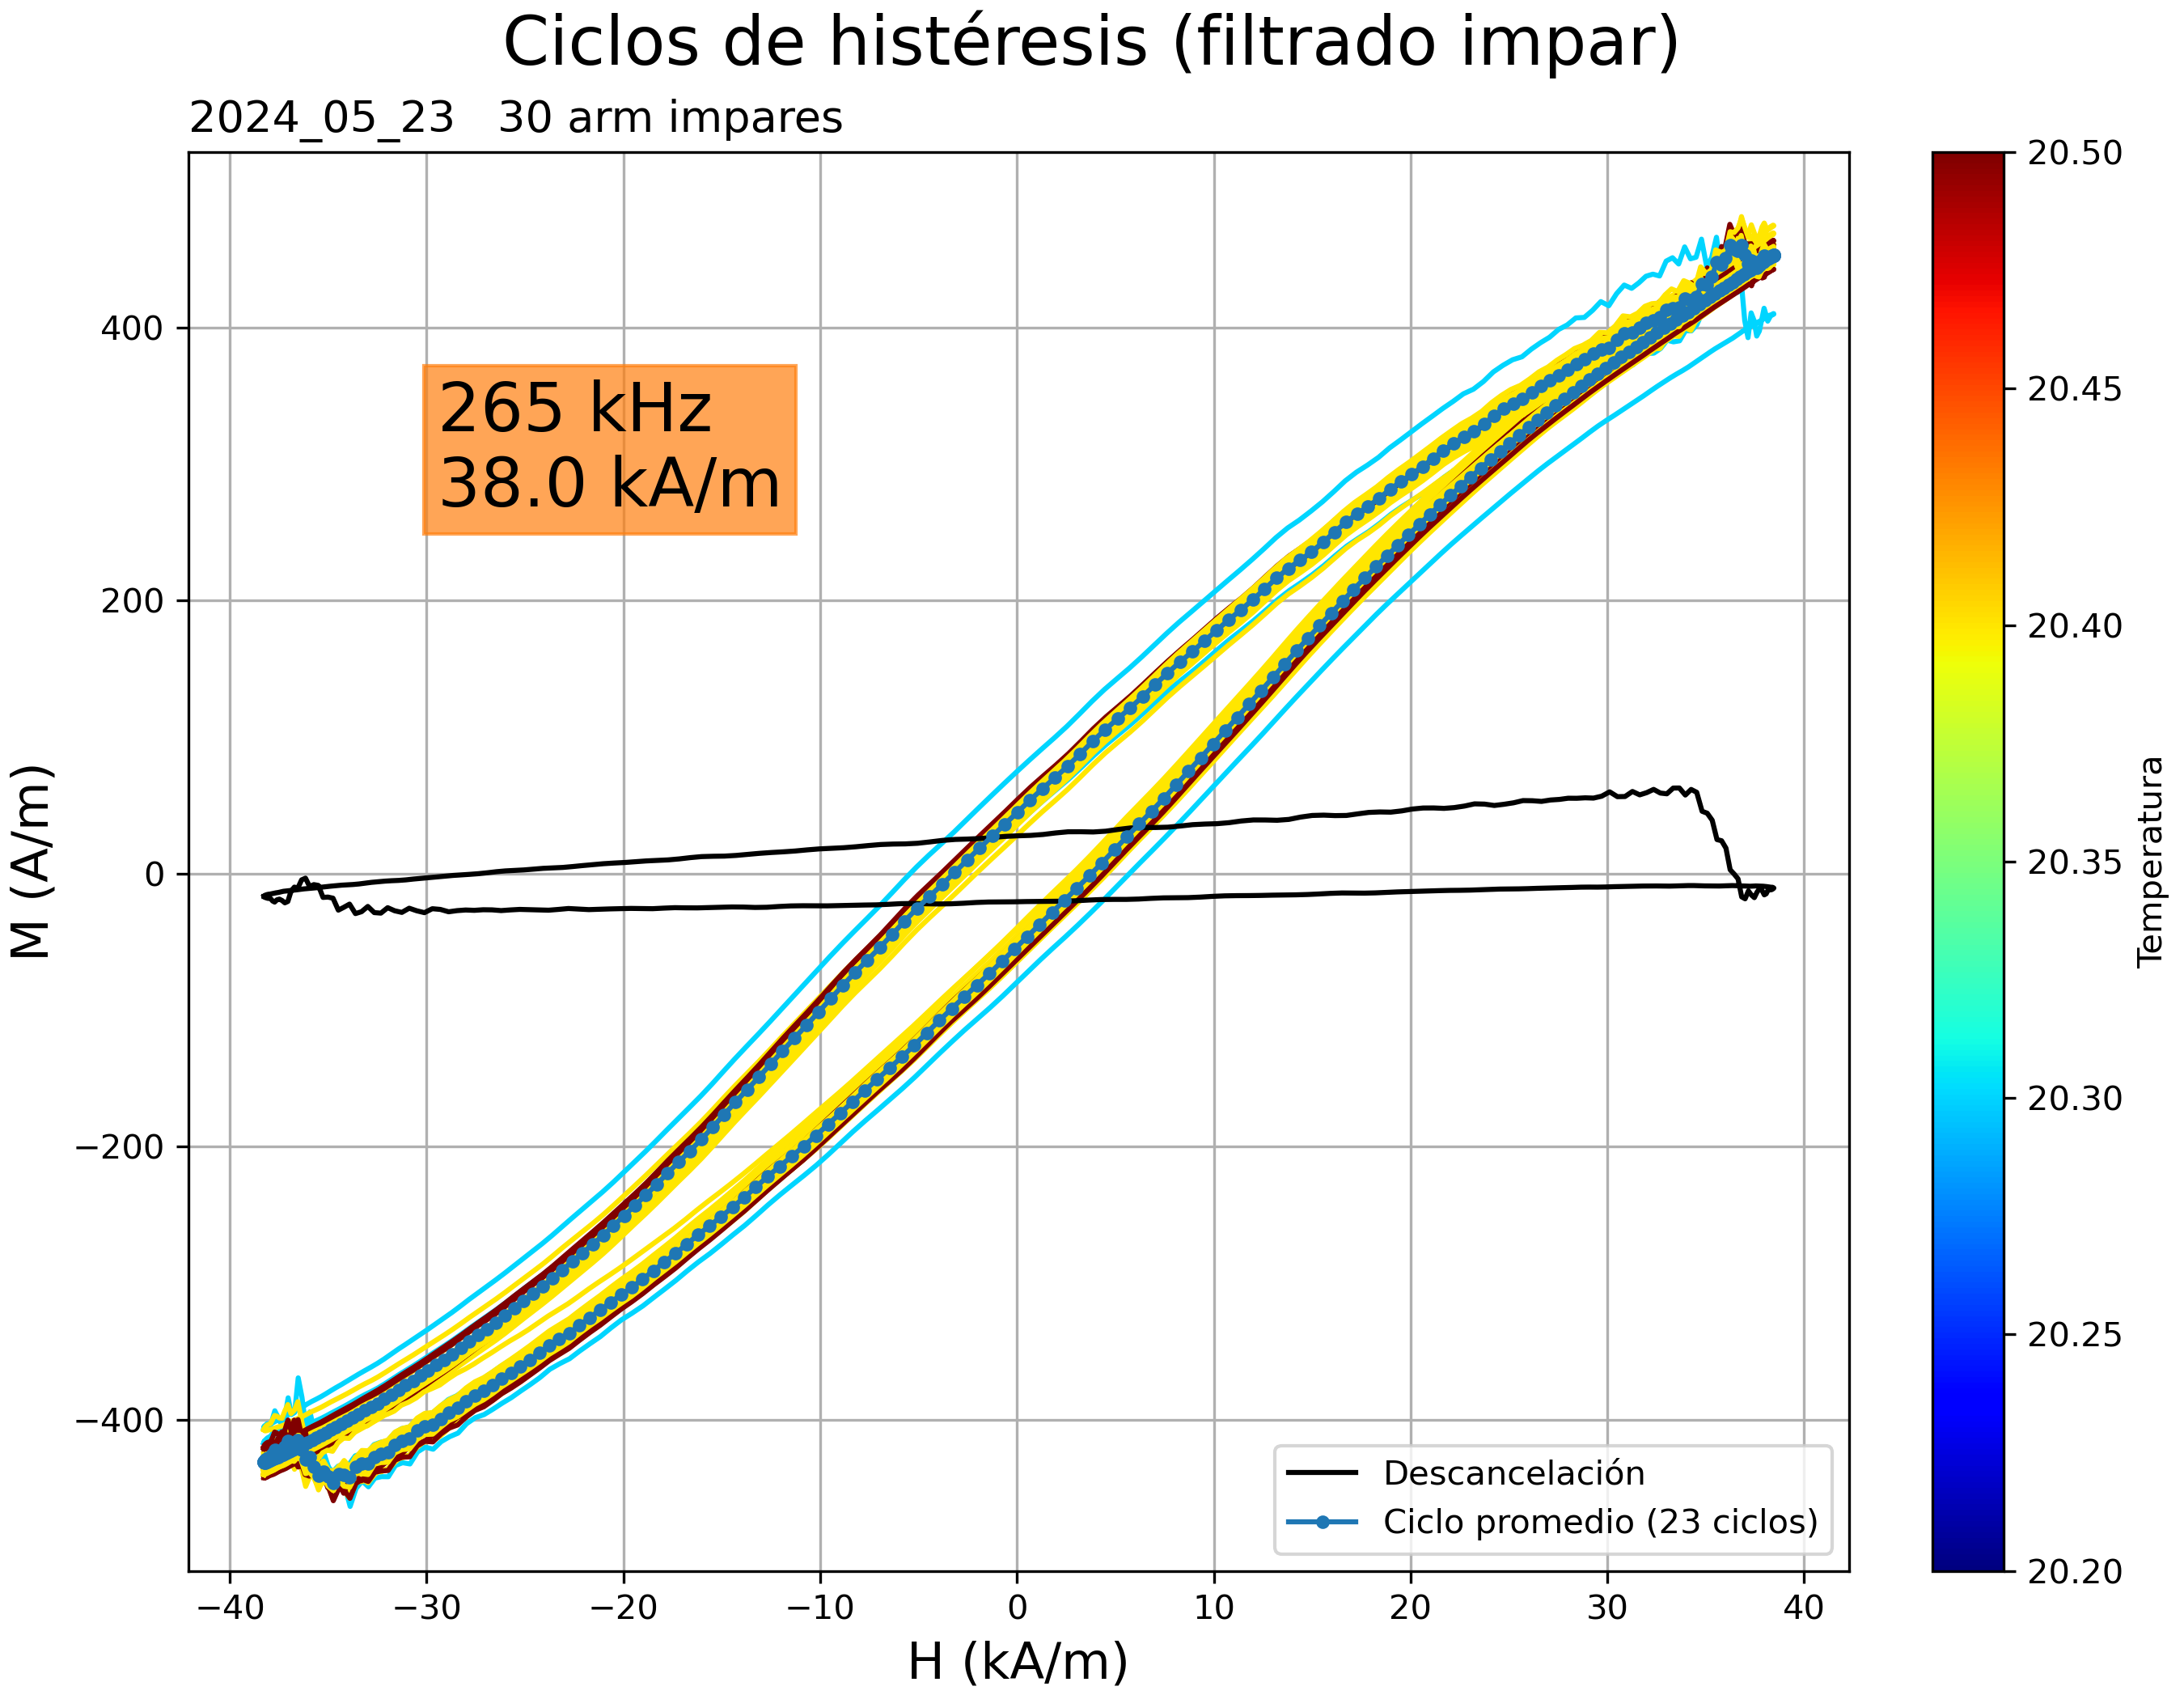 Ciclos de histéresis (filtrado impar)
2024_05_23   30 arm impares
265 kHz
38.0 kA/m
M (A/m)
400
200
0
−200
−400
−40
−30
−20
−10
0
10
20
30
40
H (kA/m)
Descancelación
Ciclo promedio (23 ciclos)
20.50
20.45
20.40
20.35
20.30
20.25
20.20
Temperatura